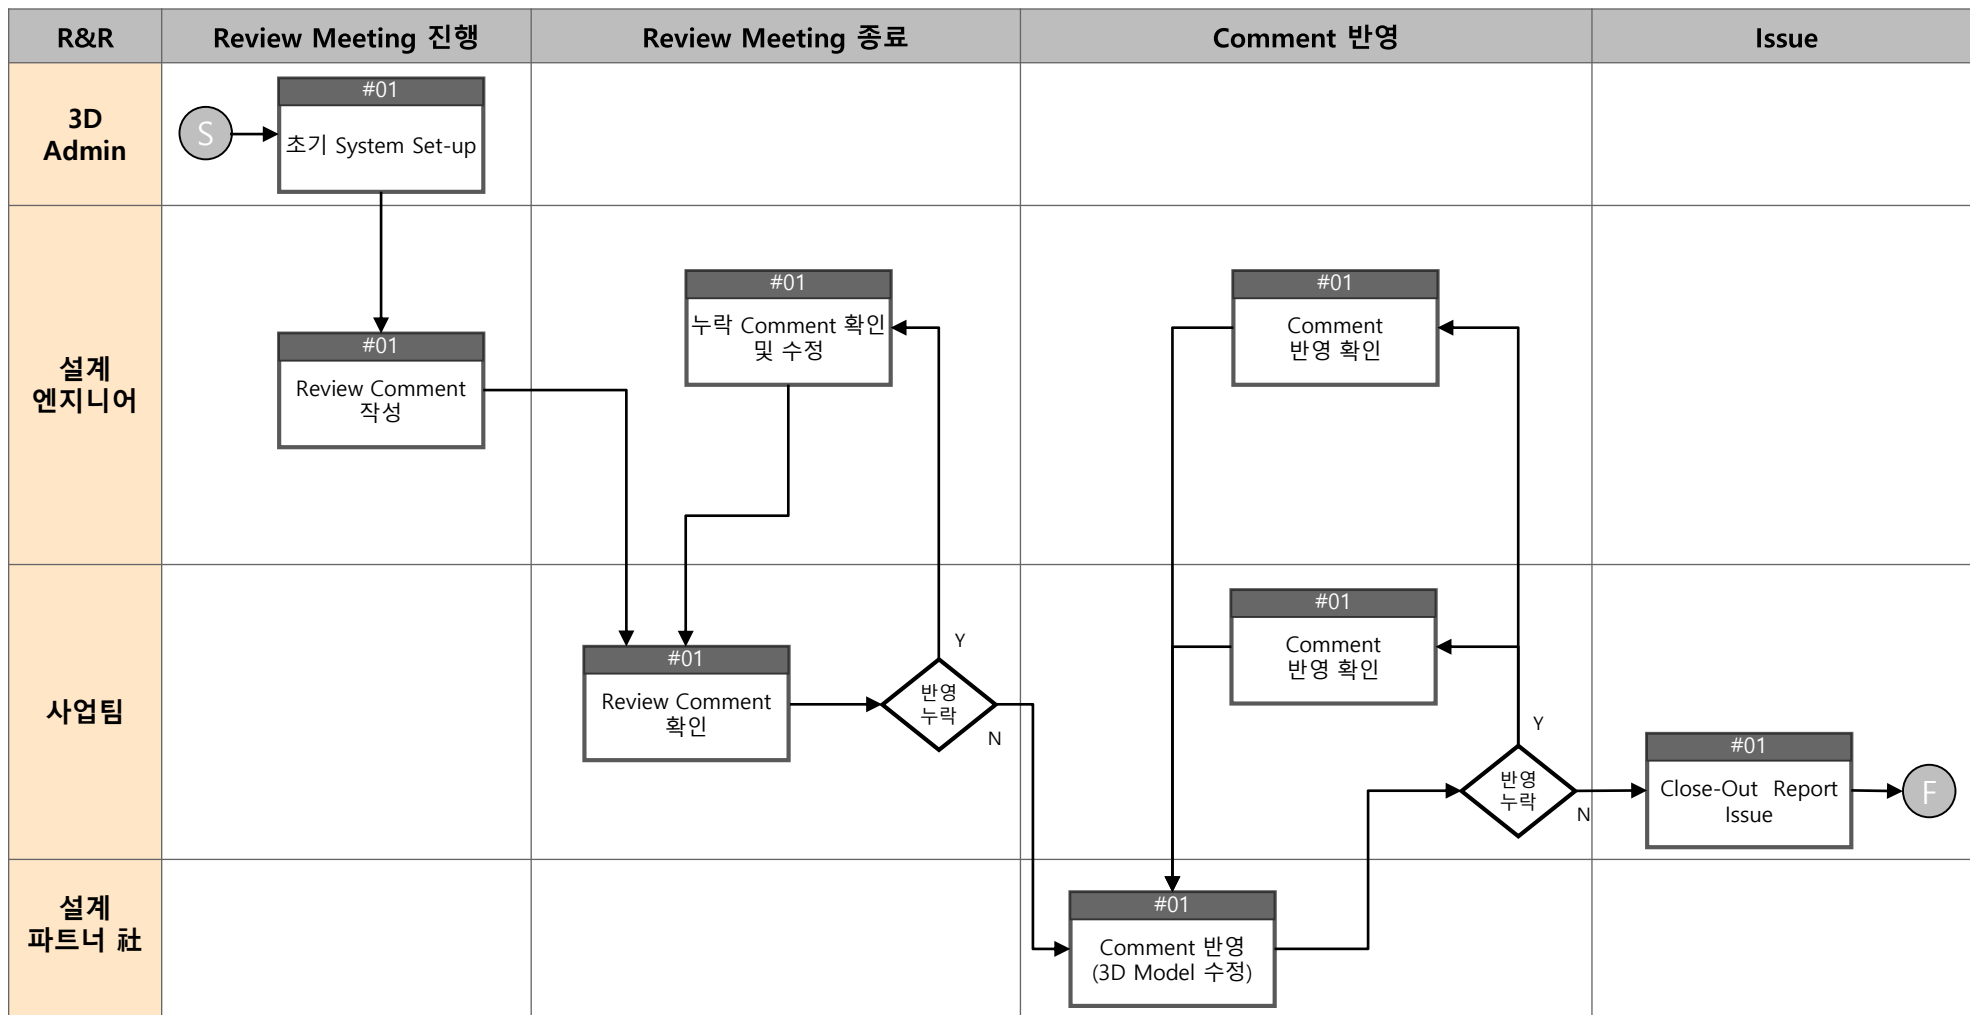 R&R
Review Meeting 진행
Review Meeting 종료
Comment 반영
Issue
3D
Admin
S
#01
초기 System Set-up
설계
엔지니어
#01
Review Comment
작성
#01
누락 Comment 확인
및 수정
#01
Comment
반영 확인
사업팀
#01
Review Comment
확인
반영
누락
Y
N
#01
Comment
반영 확인
반영
누락
Y
N
#01
Close-Out Report
Issue
F
설계
파트너 社
#01
Comment 반영
(3D Model 수정)